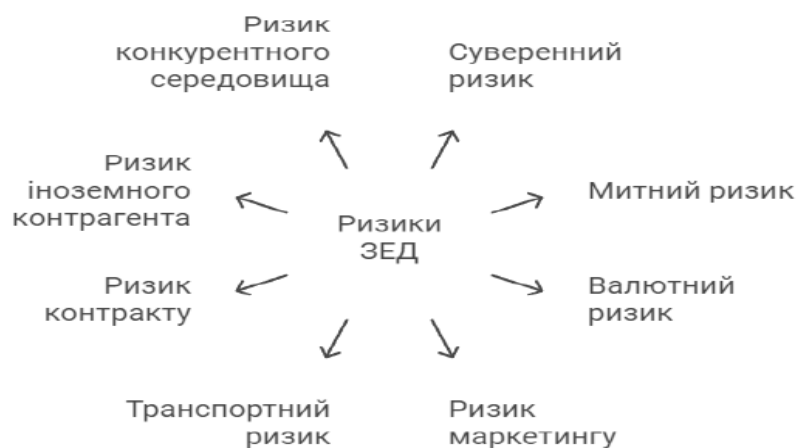 Ризик
конкурентного
середовища
Суверенний
ризик
Ризик
іноземного
контрагента
Митний ризик
Ризики
ЗЕД
Ризик
контракту
Валютний
ризик
Транспортний
ризик
Ризик
маркетингу